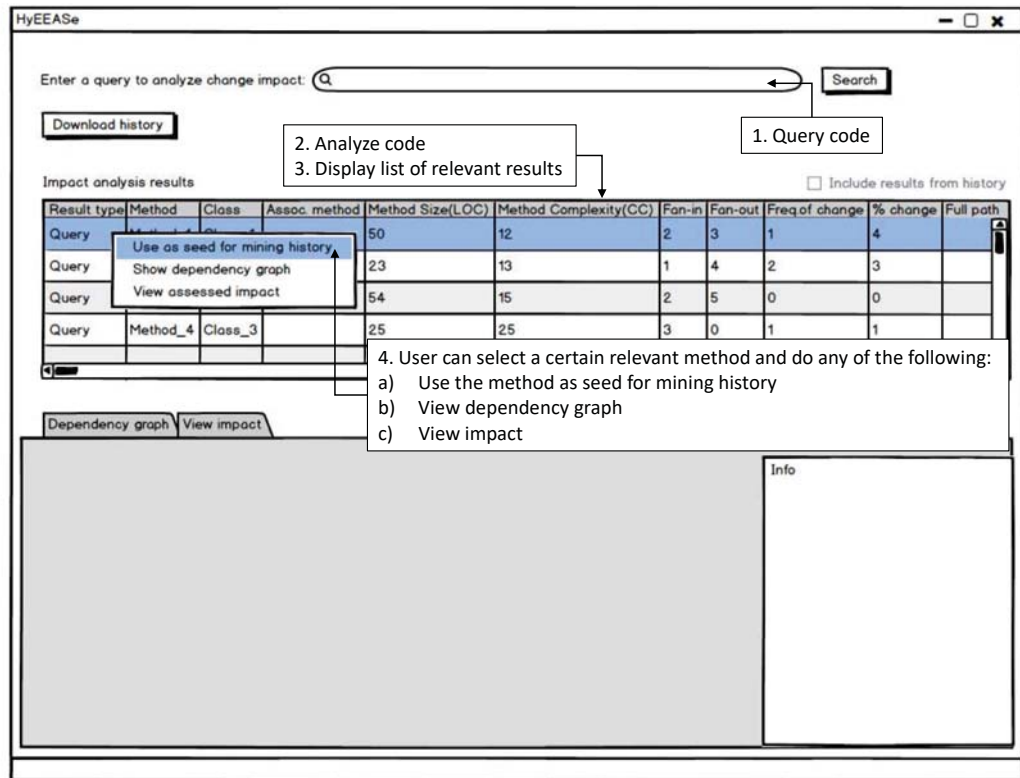 HyEEASe
Enter a query to analyze change impact:
Search
Download history
1. Query code
2. Analyze code
3. Display list of relevant results
Impact analysis results
Include results from history
Result type Method Class Assoc. method Method Size(LOC) Method Complexity(CC) Fan-in Fan-out Freq.of change % change Full path
Query 50 12 2 3 1 4
Use as seed for mining history
Query 23 13 1 4 2 3
Show dependency graph
Query 54 15 2 5 0 0
View assessed impact
Query Method_4 Class_3 25 25 3 0 1 1
4. User can select a certain relevant method and do any of the following:
a) Use the method as seed for mining history
b) View dependency graph
c) View impact
Dependency graph View impact
Info